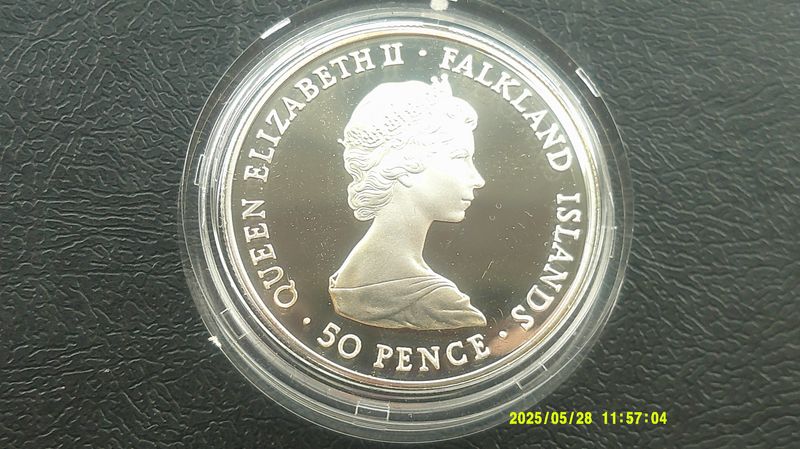 QUEEN ELIZABETH II · FALKLAND ISLANDS
· 50 PENCE ·
2025/05/28 11:57:04